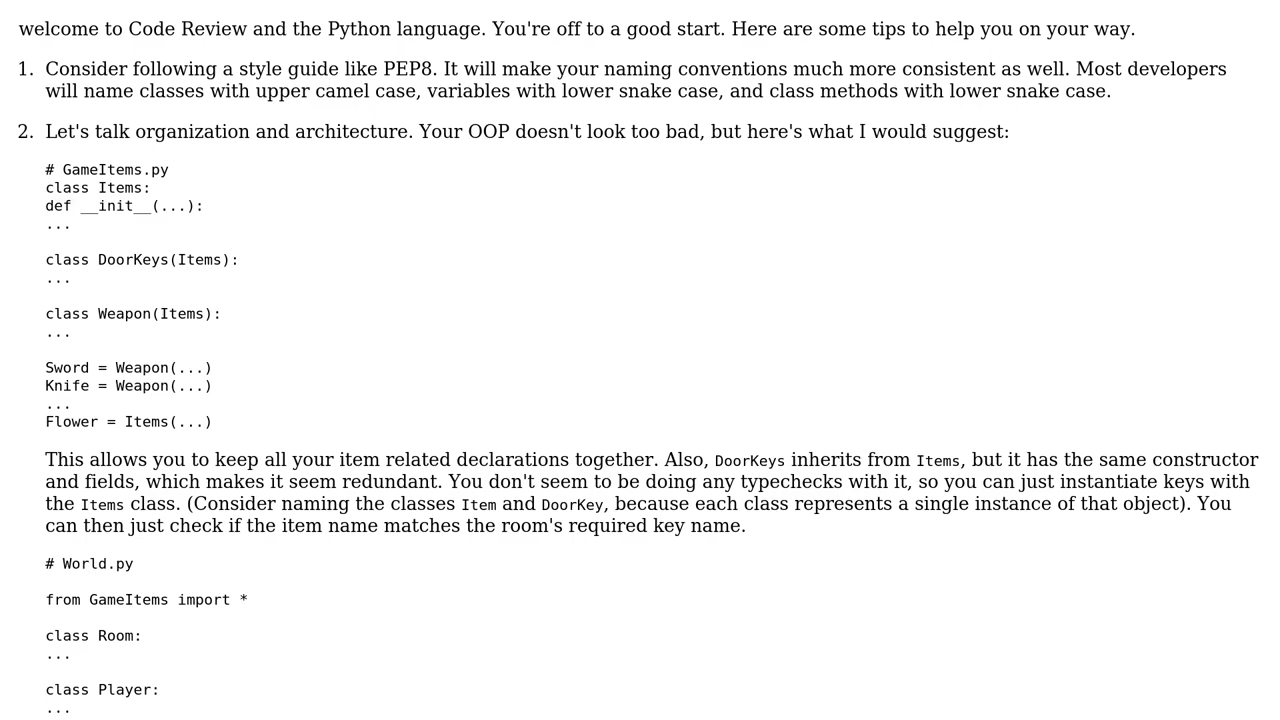 welcome to Code Review and the Python language. You're off to a good start. Here are some tips to help you on your way.
1. Consider following a style guide like PEP8. It will make your naming conventions much more consistent as well. Most developers
will name classes with upper camel case, variables with lower snake case, and class methods with lower snake case.
2. Let's talk organization and architecture. Your OOP doesn't look too bad, but here's what I would suggest:
# GameItems.py
class Items:
def __init__(...):
...
class DoorKeys(Items):
...
class Weapon(Items):
...
Sword = Weapon(...)
Knife = Weapon(...)
...
Flower = Items(...)
This allows you to keep all your item related declarations together. Also, DoorKeys inherits from Items, but it has the same constructor
and fields, which makes it seem redundant. You don't seem to be doing any typechecks with it, so you can just instantiate keys with
the Items class. (Consider naming the classes Item and DoorKey, because each class represents a single instance of that object). You
can then just check if the item name matches the room's required key name.
# World.py
from GameItems import *
class Room:
...
class Player:
...